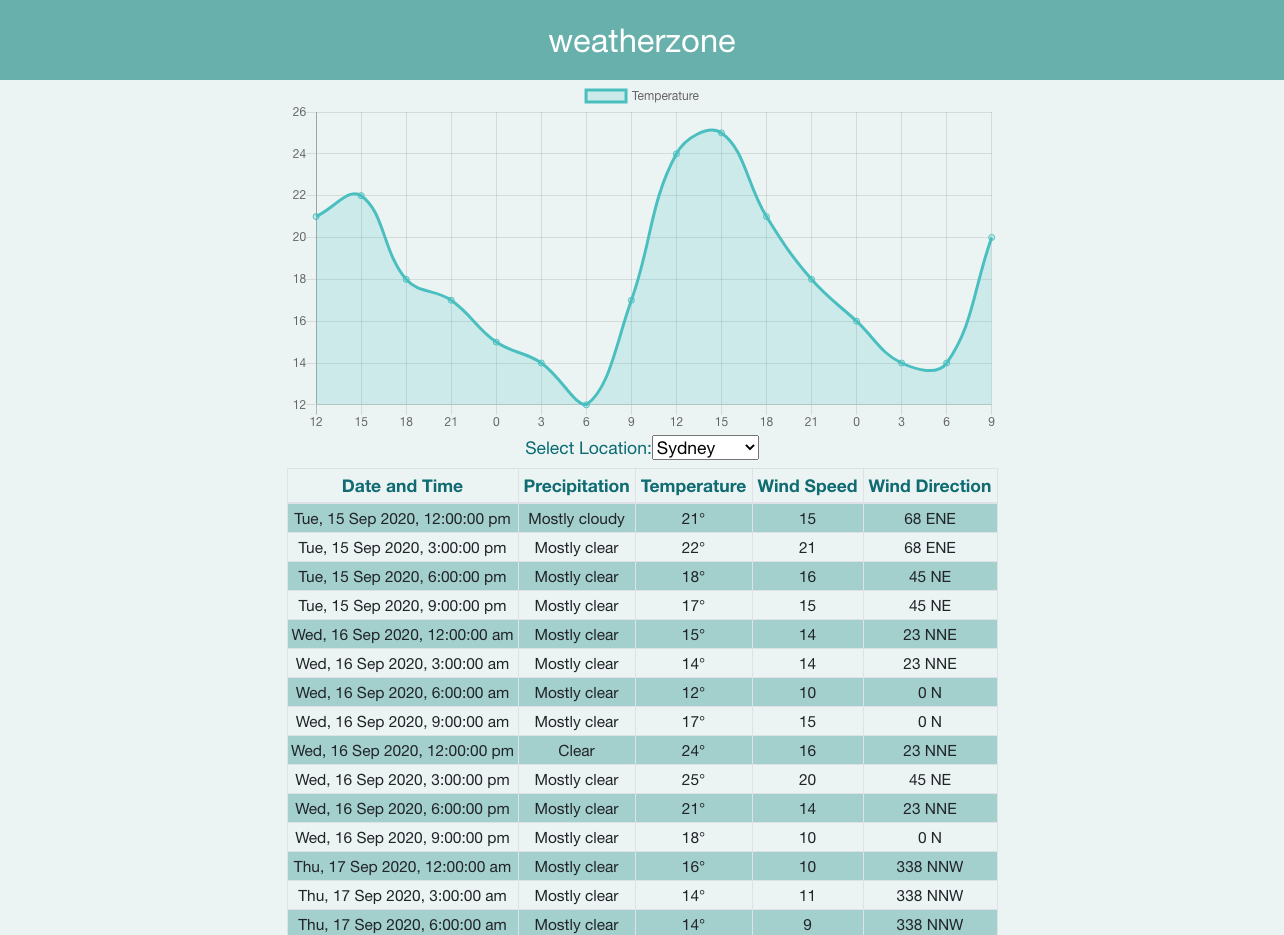 weatherzone
Temperature
26
24
22
20
18
16
14
12
12 15 18 21 0 3 6 9 12 15 18 21 0 3 6 9
Select Location: Sydney
Date and Time Precipitation Temperature Wind Speed Wind Direction
Tue, 15 Sep 2020, 12:00:00 pm Mostly cloudy 21° 15 68 ENE
Tue, 15 Sep 2020, 3:00:00 pm Mostly clear 22° 21 68 ENE
Tue, 15 Sep 2020, 6:00:00 pm Mostly clear 18° 16 45 NE
Tue, 15 Sep 2020, 9:00:00 pm Mostly clear 17° 15 45 NE
Wed, 16 Sep 2020, 12:00:00 am Mostly clear 15° 14 23 NNE
Wed, 16 Sep 2020, 3:00:00 am Mostly clear 14° 14 23 NNE
Wed, 16 Sep 2020, 6:00:00 am Mostly clear 12° 10 0 N
Wed, 16 Sep 2020, 9:00:00 am Mostly clear 17° 15 0 N
Wed, 16 Sep 2020, 12:00:00 pm Clear 24° 16 23 NNE
Wed, 16 Sep 2020, 3:00:00 pm Mostly clear 25° 20 45 NE
Wed, 16 Sep 2020, 6:00:00 pm Mostly clear 21° 14 23 NNE
Wed, 16 Sep 2020, 9:00:00 pm Mostly clear 18° 10 0 N
Thu, 17 Sep 2020, 12:00:00 am Mostly clear 16° 10 338 NNW
Thu, 17 Sep 2020, 3:00:00 am Mostly clear 14° 11 338 NNW
Thu, 17 Sep 2020, 6:00:00 am Mostly clear 14° 9 338 NNW